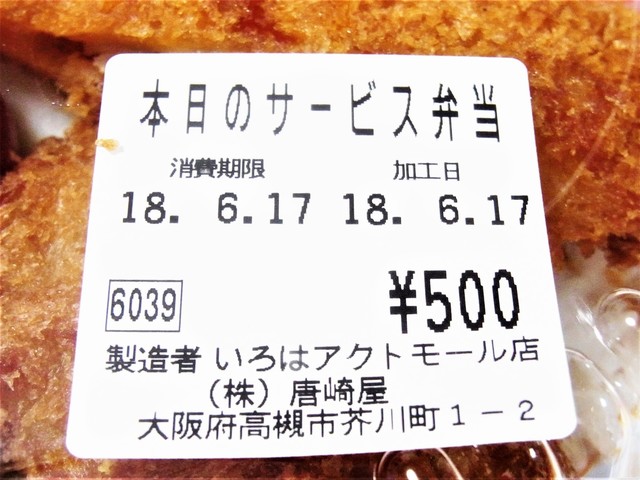 本日のサービス弁当
消費期限 加工日
18. 6.17 18. 6.17
6039 ¥500
製造者 いろはアクトモール店
(株) 唐崎屋
大阪府高槻市芥川町1-2